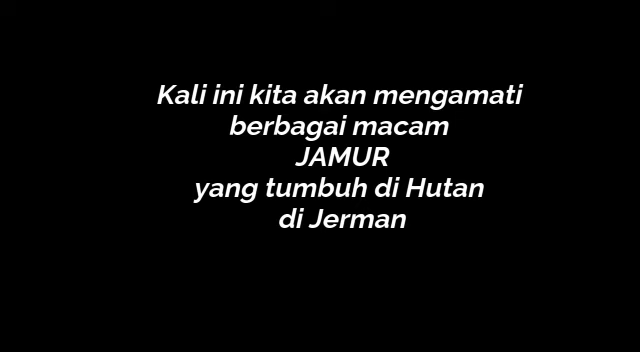 Kali ini kita akan mengamati
berbagai macam
JAMUR
yang tumbuh di Hutan
di Jerman